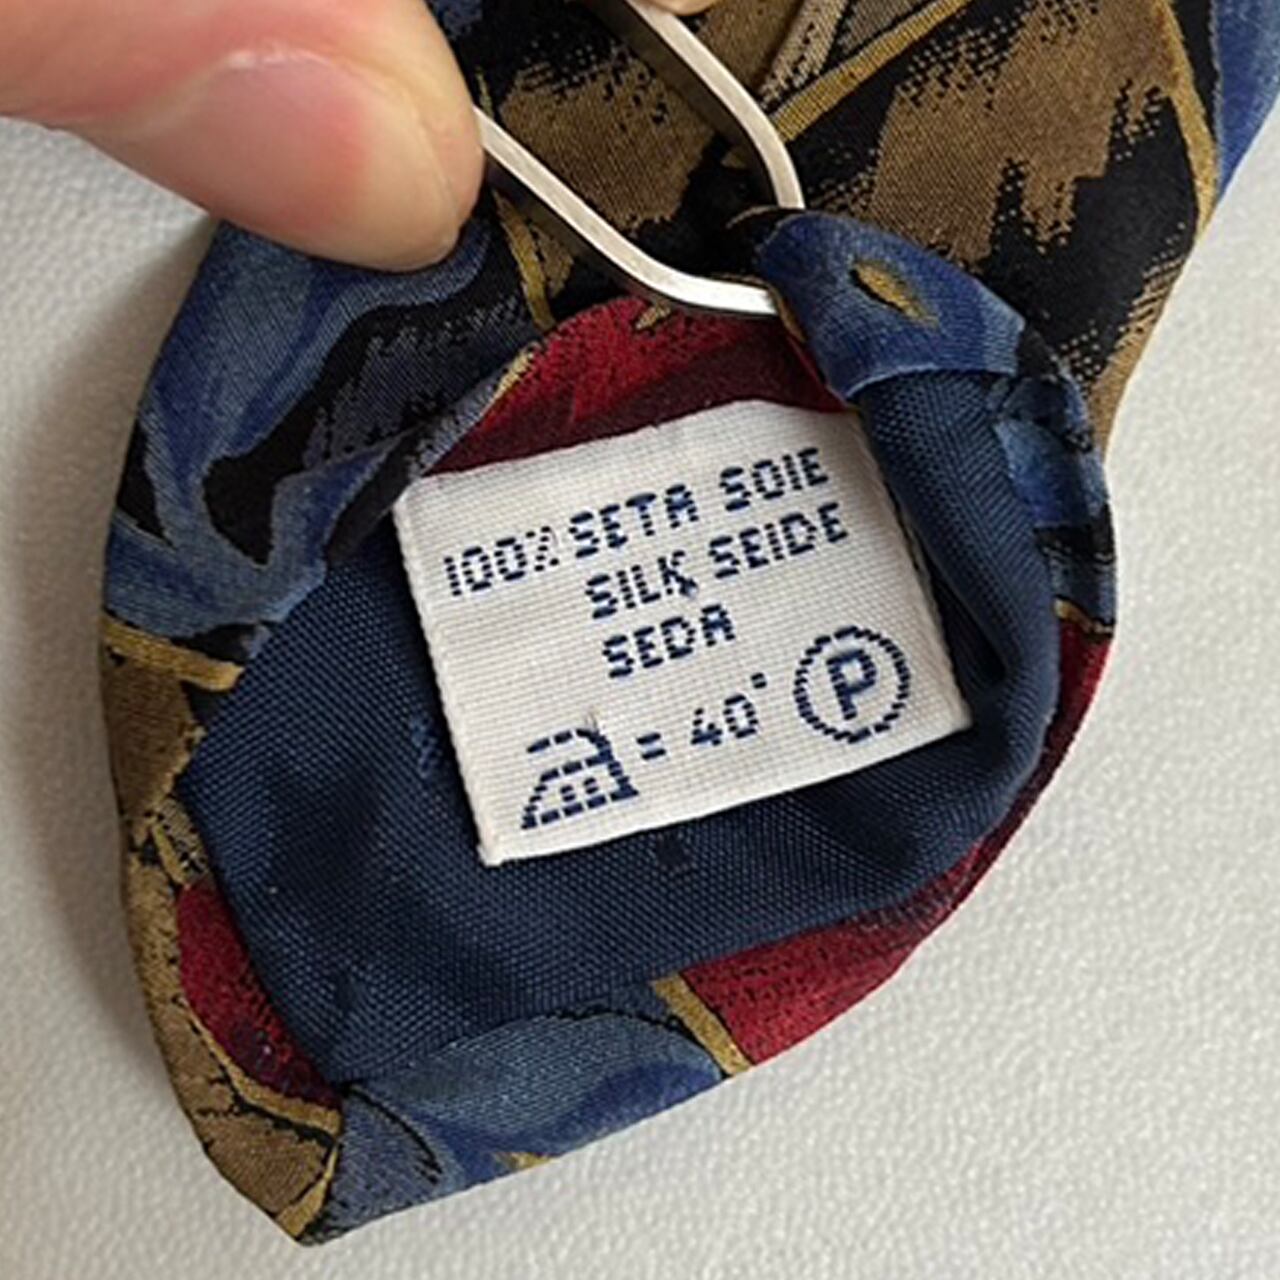 100% SETA SOIE
SILK SEIDE
SEDA
= 40° P